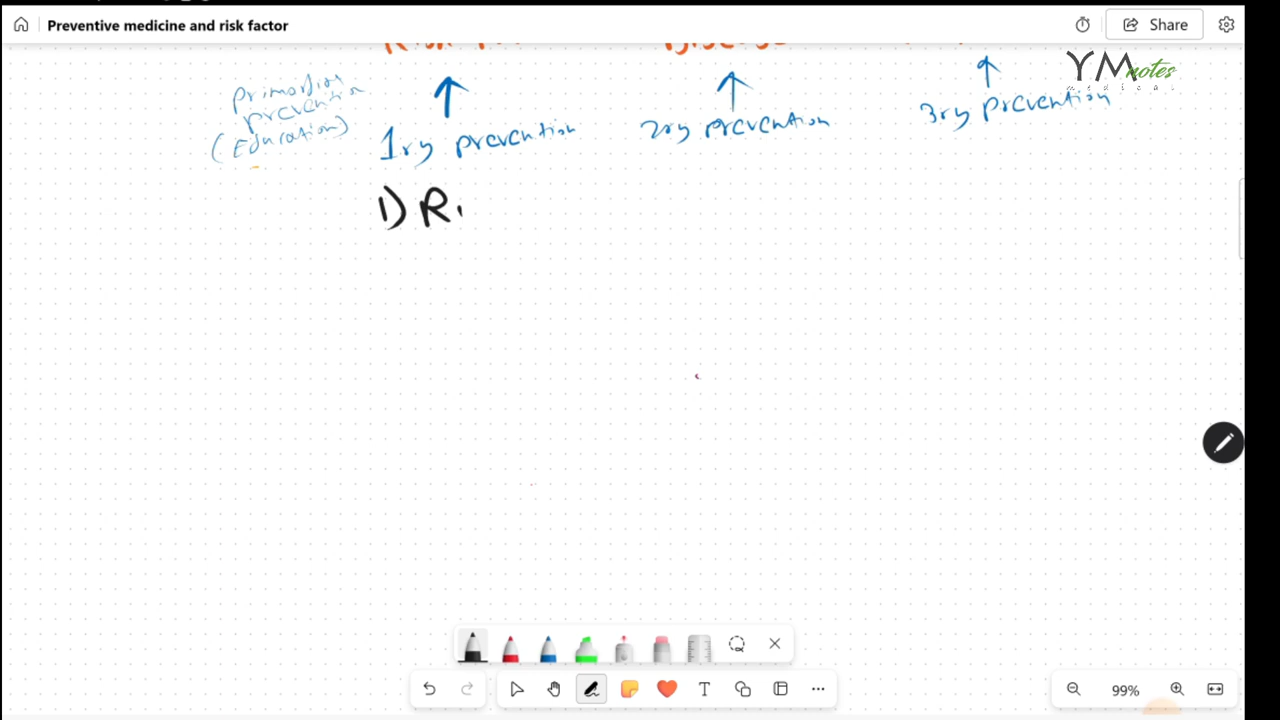 Preventive medicine and risk factor
Share
YM notes
medical
primordial
prevention
(Education)
1ry prevention
2ry prevention
3ry prevention
1) R
99%